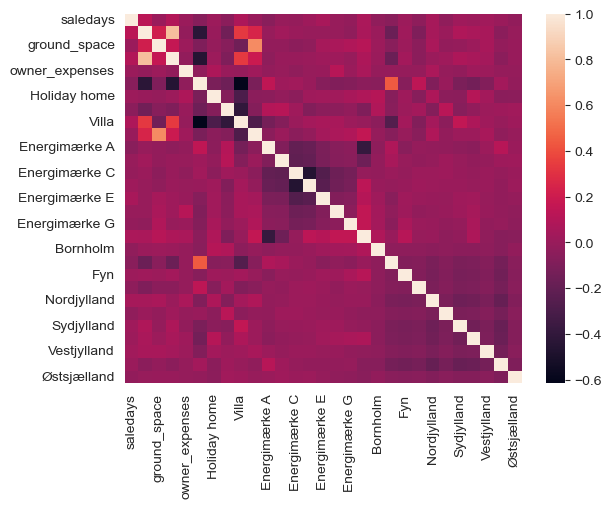 saledays
ground_space
owner_expenses
Holiday home
Villa
Energimærke A
Energimærke C
Energimærke E
Energimærke G
Bornholm
Fyn
Nordjylland
Sydjylland
Vestjylland
Østsjælland
saledays
ground_space
owner_expenses
Holiday home
Villa
Energimærke A
Energimærke C
Energimærke E
Energimærke G
Bornholm
Fyn
Nordjylland
Sydjylland
Vestjylland
Østsjælland
1.0
0.8
0.6
0.4
0.2
0.0
−0.2
−0.4
−0.6